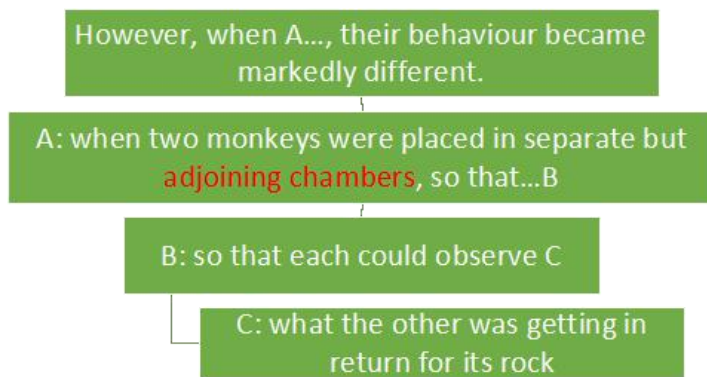 However, when A…, their behaviour became
markedly different.
A: when two monkeys were placed in separate but
adjoining chambers, so that…B
B: so that each could observe C
C: what the other was getting in
return for its rock